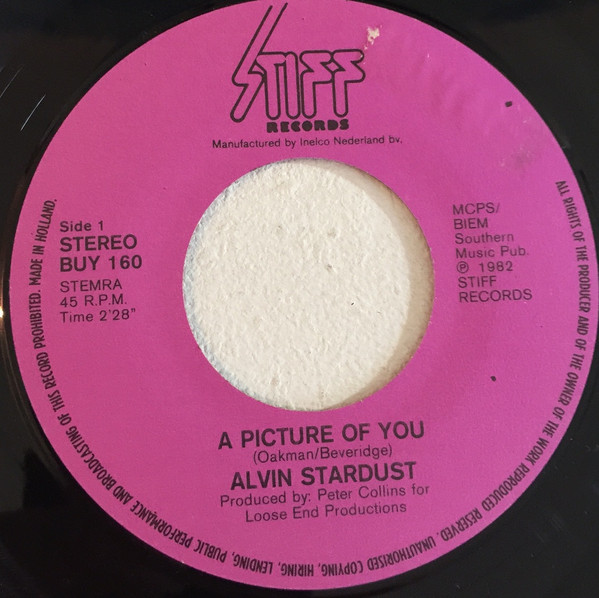 STIFF
RECORDS
Manufactured by Inelco Nederland bv.
Side 1
STEREO
BUY 160
STEMRA
45 R.P.M.
Time 2'28"
MCPS/
BIEM
Southern
Music Pub.
℗ 1982
STIFF
RECORDS
A PICTURE OF YOU
(Oakman/Beveridge)
ALVIN STARDUST
Produced by: Peter Collins for
Loose End Productions
ALL RIGHTS OF THE PRODUCER AND OF THE OWNER OF THE WORK REPRODUCED RESERVED. UNAUTHORISED COPYING, HIRING, LENDING, PUBLIC PERFORMANCE AND BROADCASTING OF THIS RECORD PROHIBITED. MADE IN HOLLAND.